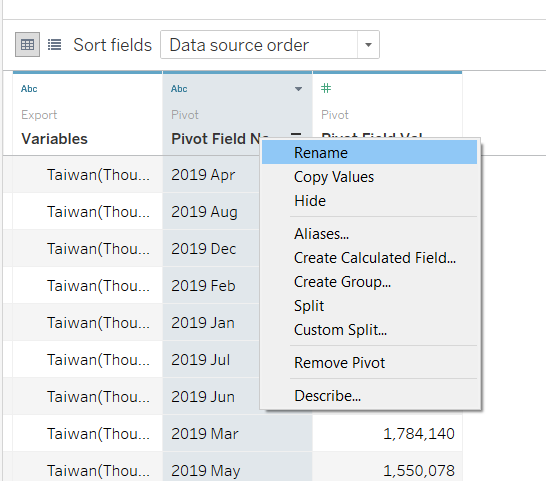 Sort fields Data source order
Abc Abc #
Export Pivot Pivot
Variables Pivot Field Na
Pivot Field Val
Taiwan(Thou... 2019 Apr
Taiwan(Thou... 2019 Aug
Taiwan(Thou... 2019 Dec
Taiwan(Thou... 2019 Feb
Taiwan(Thou... 2019 Jan
Taiwan(Thou... 2019 Jul
Taiwan(Thou... 2019 Jun
Taiwan(Thou... 2019 Mar 1,784,140
Taiwan(Thou... 2019 May 1,550,078
Rename
Copy Values
Hide
Aliases...
Create Calculated Field...
Create Group...
Split
Custom Split...
Remove Pivot
Describe...